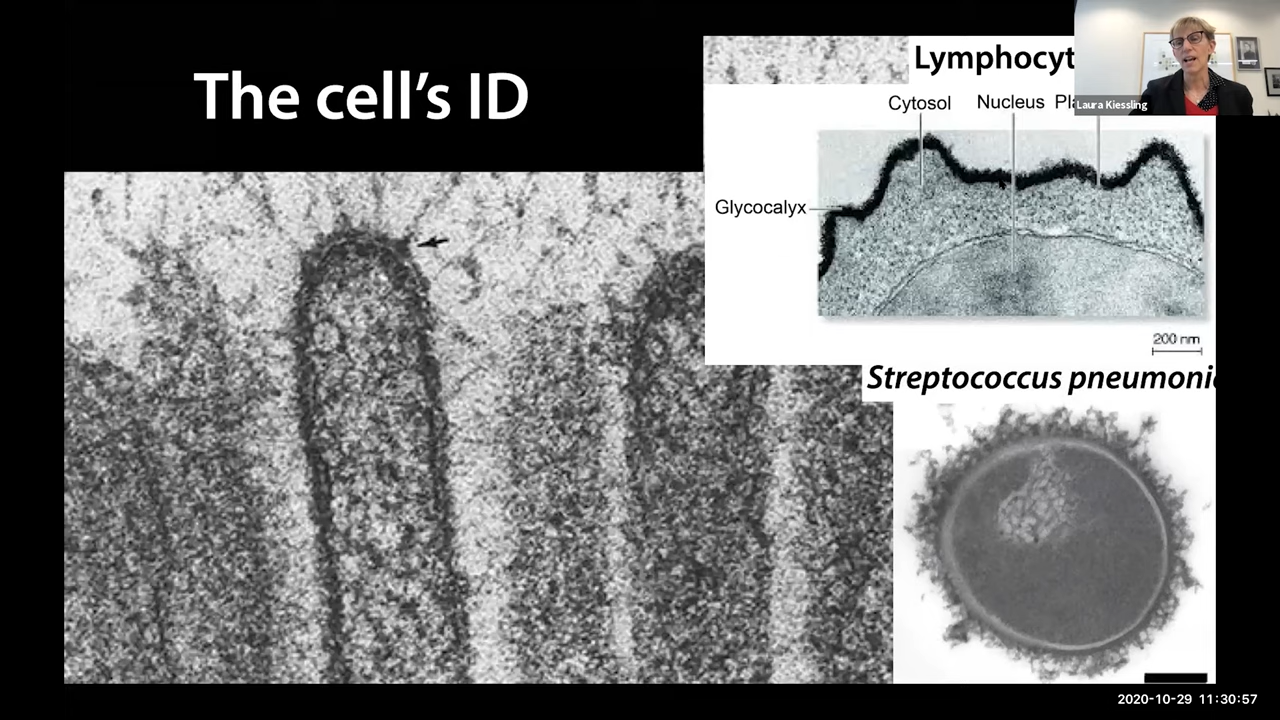 The cell's ID
Lymphocyt
Cytosol Nucleus Pla
Laura Kiessling
Glycocalyx
200 nm
Streptococcus pneumoni
2020-10-29 11:30:57